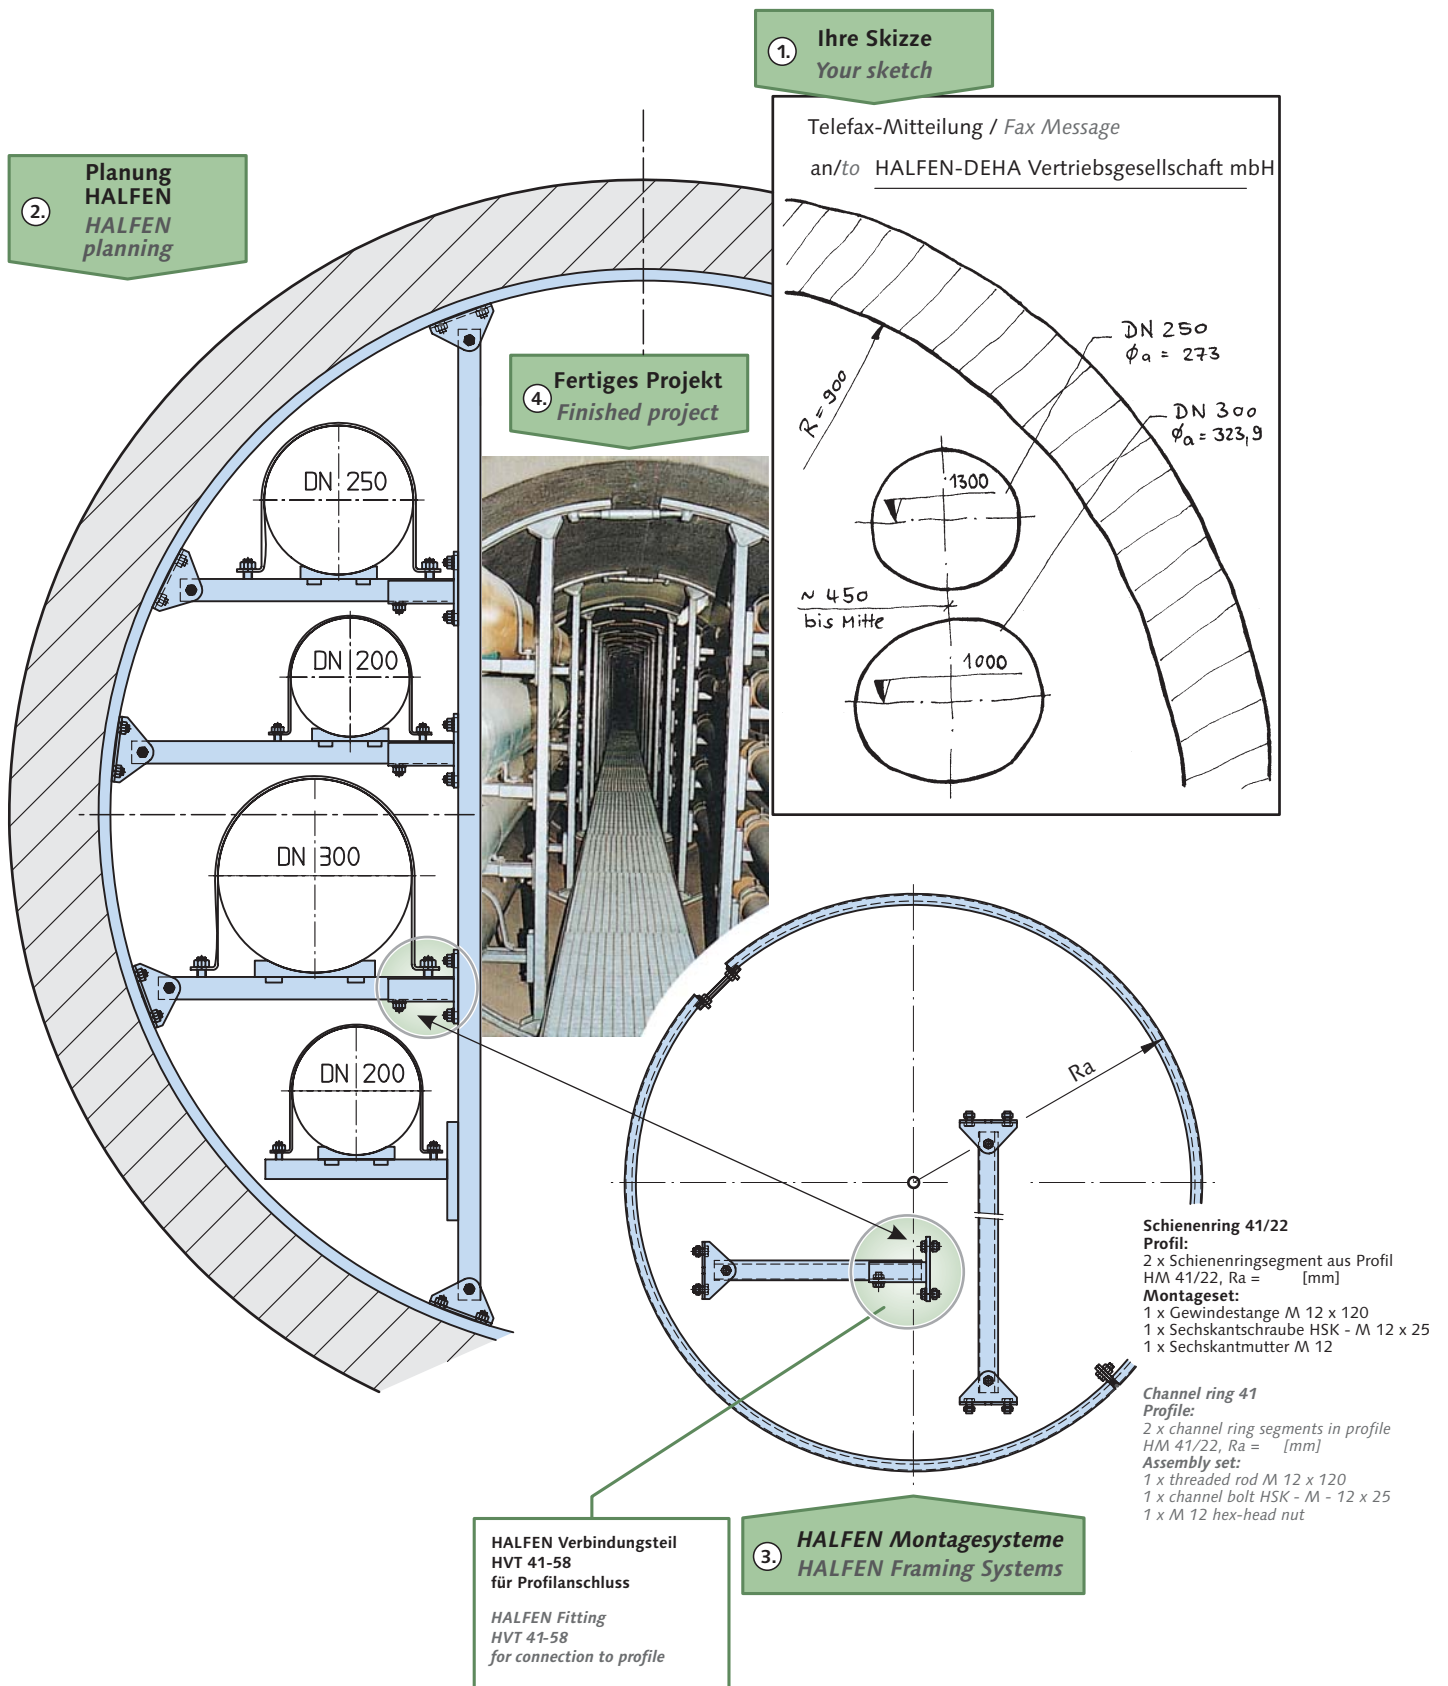 1.
Ihre Skizze
Your sketch
Telefax-Mitteilung / Fax Message
an/to HALFEN-DEHA Vertriebsgesellschaft mbH
R = 900
DN 250
φa = 273
DN 300
φa = 323,9
1300
~ 450
bis Mitte
1000
2.
Planung
HALFEN
HALFEN
planning
DN 250
DN 200
DN 300
DN 200
4.
Fertiges Projekt
Finished project
Ra
Schienenring 41/22
Profil:
2 x Schienenringsegment aus Profil
HM 41/22, Ra = [mm]
Montageset:
1 x Gewindestange M 12 x 120
1 x Sechskantschraube HSK - M 12 x 25
1 x Sechskantmutter M 12
Channel ring 41
Profile:
2 x channel ring segments in profile
HM 41/22, Ra = [mm]
Assembly set:
1 x threaded rod M 12 x 120
1 x channel bolt HSK - M - 12 x 25
1 x M 12 hex-head nut
3.
HALFEN Montagesysteme
HALFEN Framing Systems
HALFEN Verbindungsteil
HVT 41-58
für Profilanschluss
HALFEN Fitting
HVT 41-58
for connection to profile